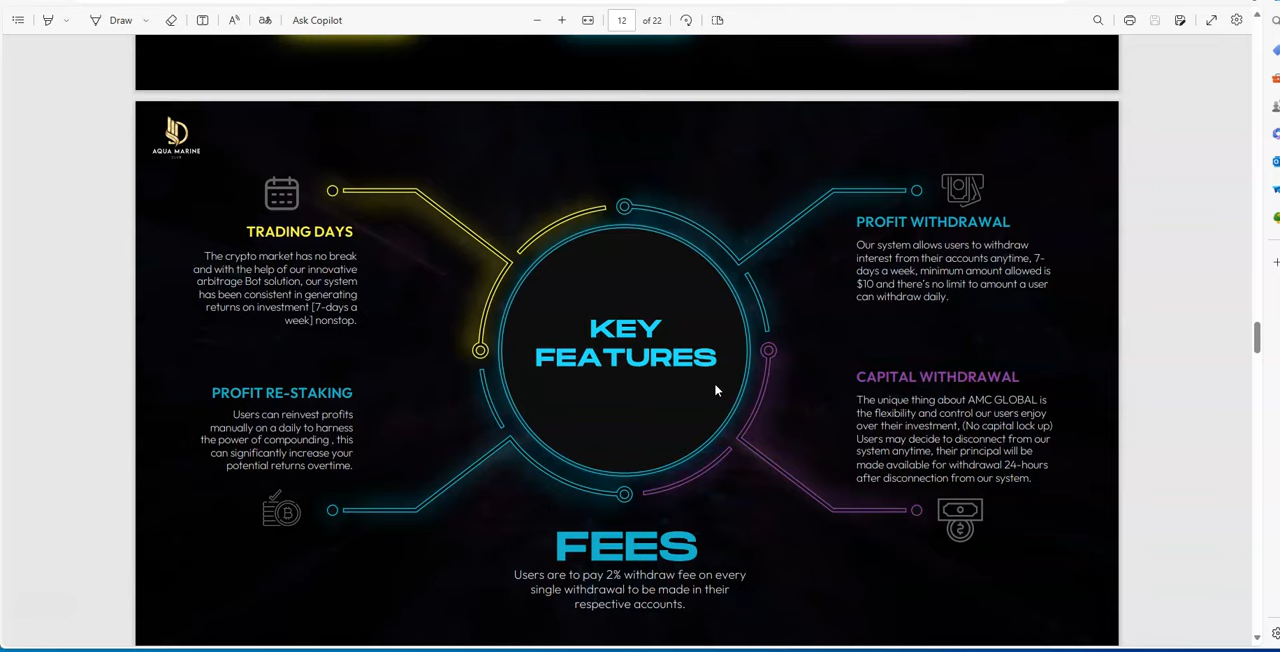 Draw
Ask Copilot
12
of 22
AQUA MARINE
CLUB
TRADING DAYS
The crypto market has no break
and with the help of our innovative
arbitrage Bot solution, our system
has been consistent in generating
returns on investment [7-days a
week] nonstop.
PROFIT RE-STAKING
Users can reinvest profits
manually on a daily to harness
the power of compounding , this
can significantly increase your
potential returns overtime.
KEY
FEATURES
PROFIT WITHDRAWAL
Our system allows users to withdraw
interest from their accounts anytime, 7-
days a week, minimum amount allowed is
$10 and there's no limit to amount a user
can withdraw daily.
CAPITAL WITHDRAWAL
The unique thing about AMC GLOBAL is
the flexibility and control our users enjoy
over their investment, (No capital lock up)
Users may decide to disconnect from our
system anytime, their principal will be
made available for withdrawal 24-hours
after disconnection from our system.
FEES
Users are to pay 2% withdraw fee on every
single withdrawal to be made in their
respective accounts.